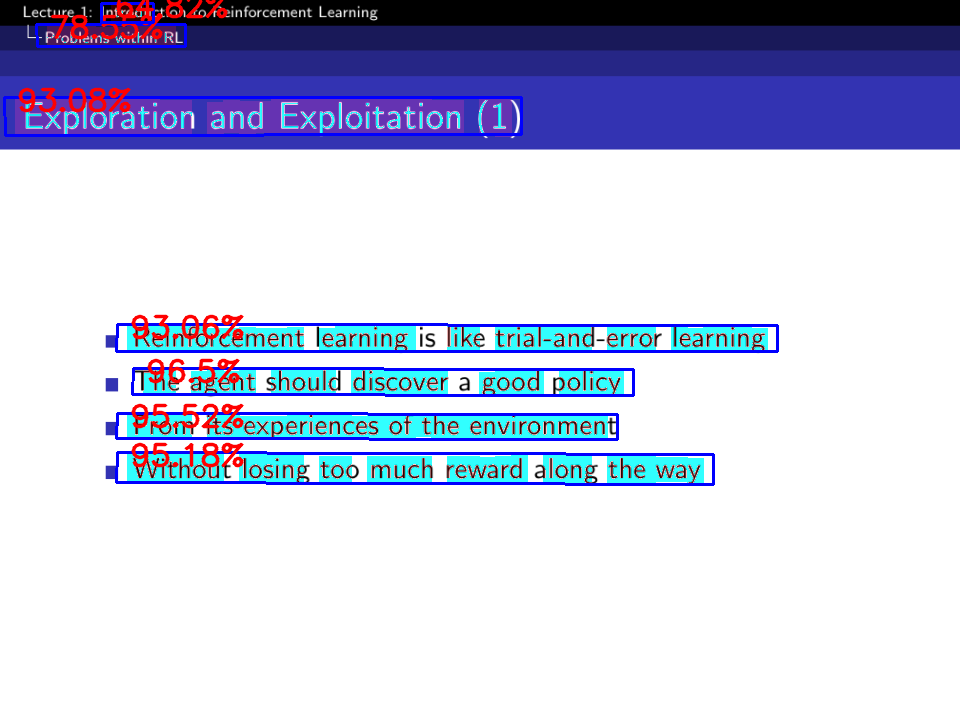 Lecture 1: Introduction to Reinforcement Learning
64.82%
78.55%
Problems within RL
93.08%
Exploration and Exploitation (1)
93.06%
Reinforcement learning is like trial-and-error learning
96.5%
The agent should discover a good policy
95.52%
From its experiences of the environment
95.18%
Without losing too much reward along the way